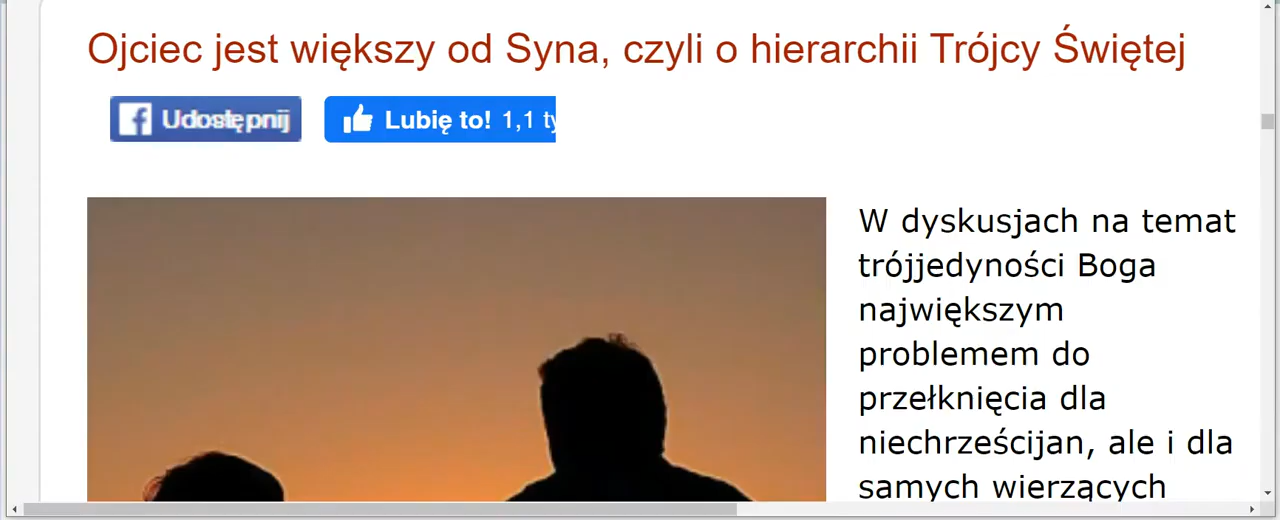 Ojciec jest większy od Syna, czyli o hierarchii Trójcy Świętej
Udostępnij
Lubię to! 1,1 ty
W dyskusjach na temat
trójjedyności Boga
największym
problemem do
przełknięcia dla
niechrześcijan, ale i dla
samych wierzących